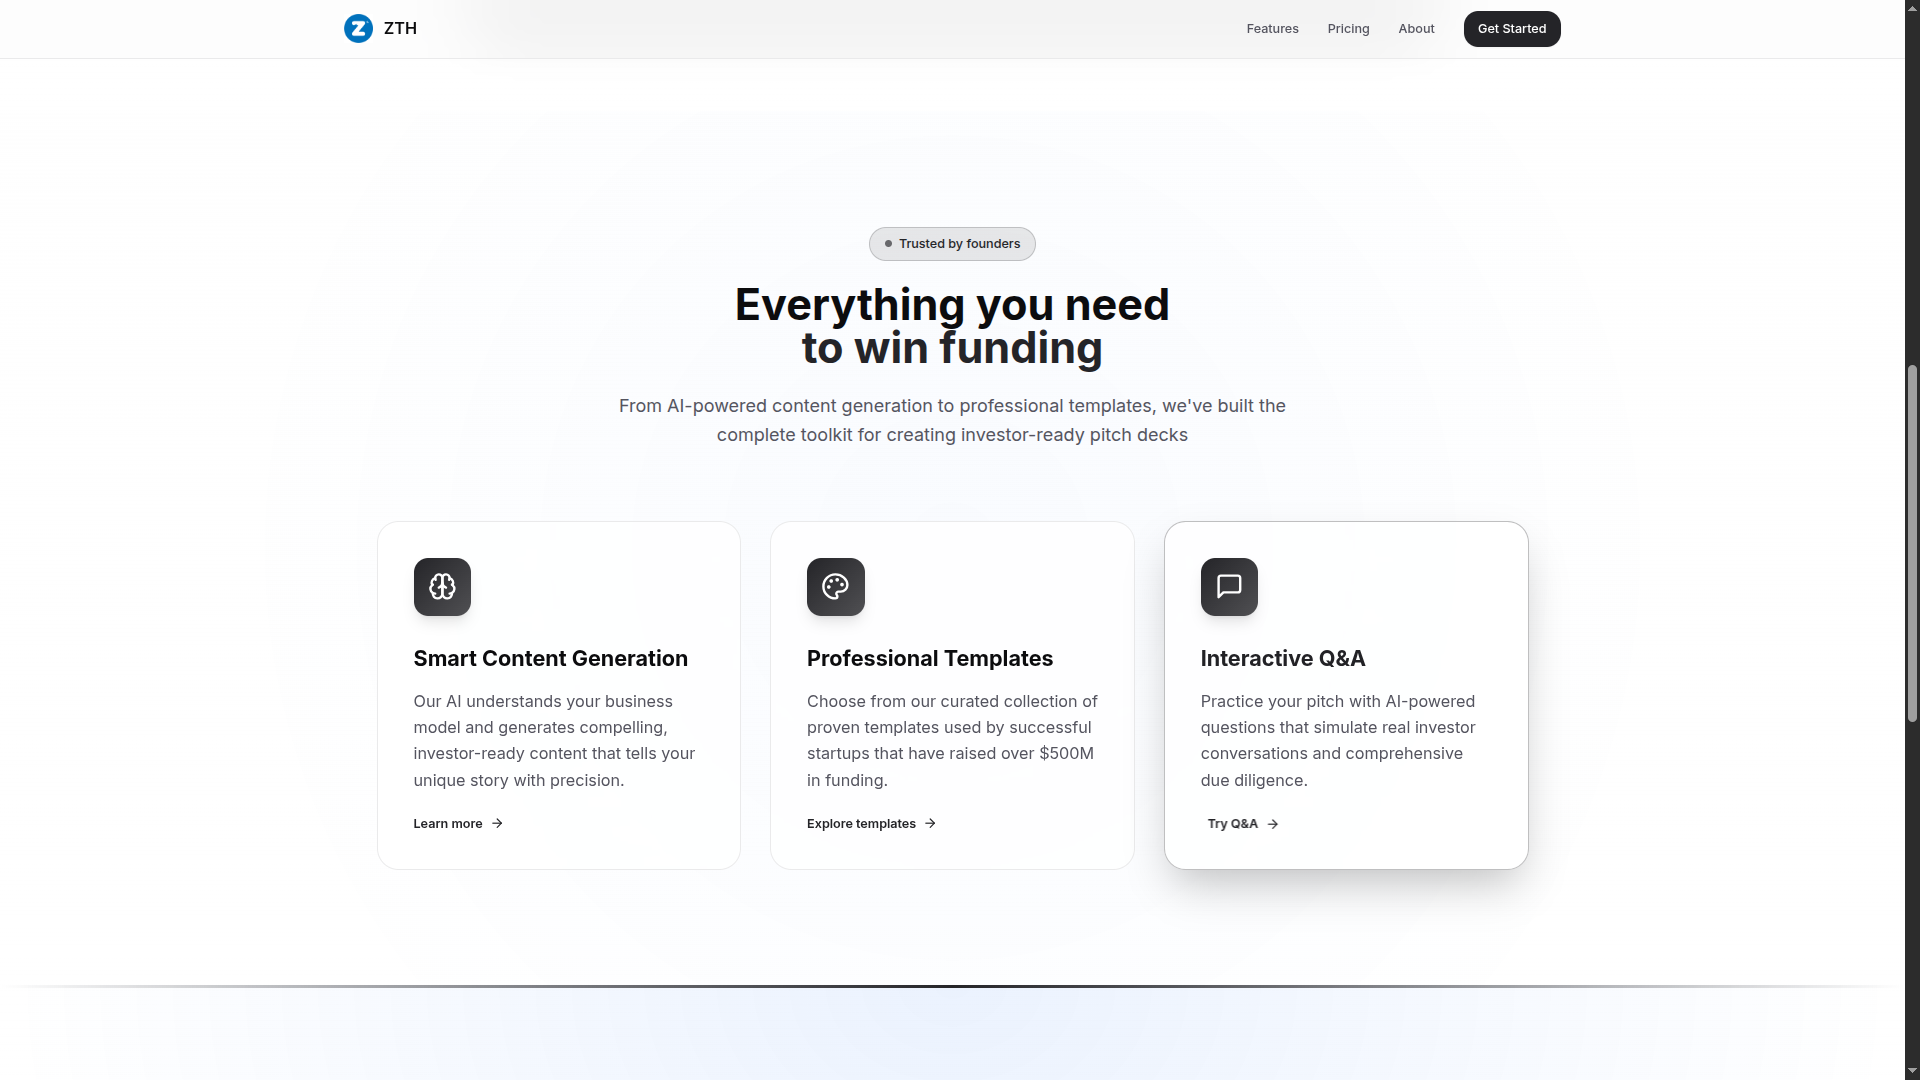 ZTH
Features
Pricing
About
Get Started
Trusted by founders
Everything you need
to win funding
From AI-powered content generation to professional templates, we've built the
complete toolkit for creating investor-ready pitch decks
Smart Content Generation
Our AI understands your business
model and generates compelling,
investor-ready content that tells your
unique story with precision.
Learn more
Professional Templates
Choose from our curated collection of
proven templates used by successful
startups that have raised over $500M
in funding.
Explore templates
Interactive Q&A
Practice your pitch with AI-powered
questions that simulate real investor
conversations and comprehensive
due diligence.
Try Q&A